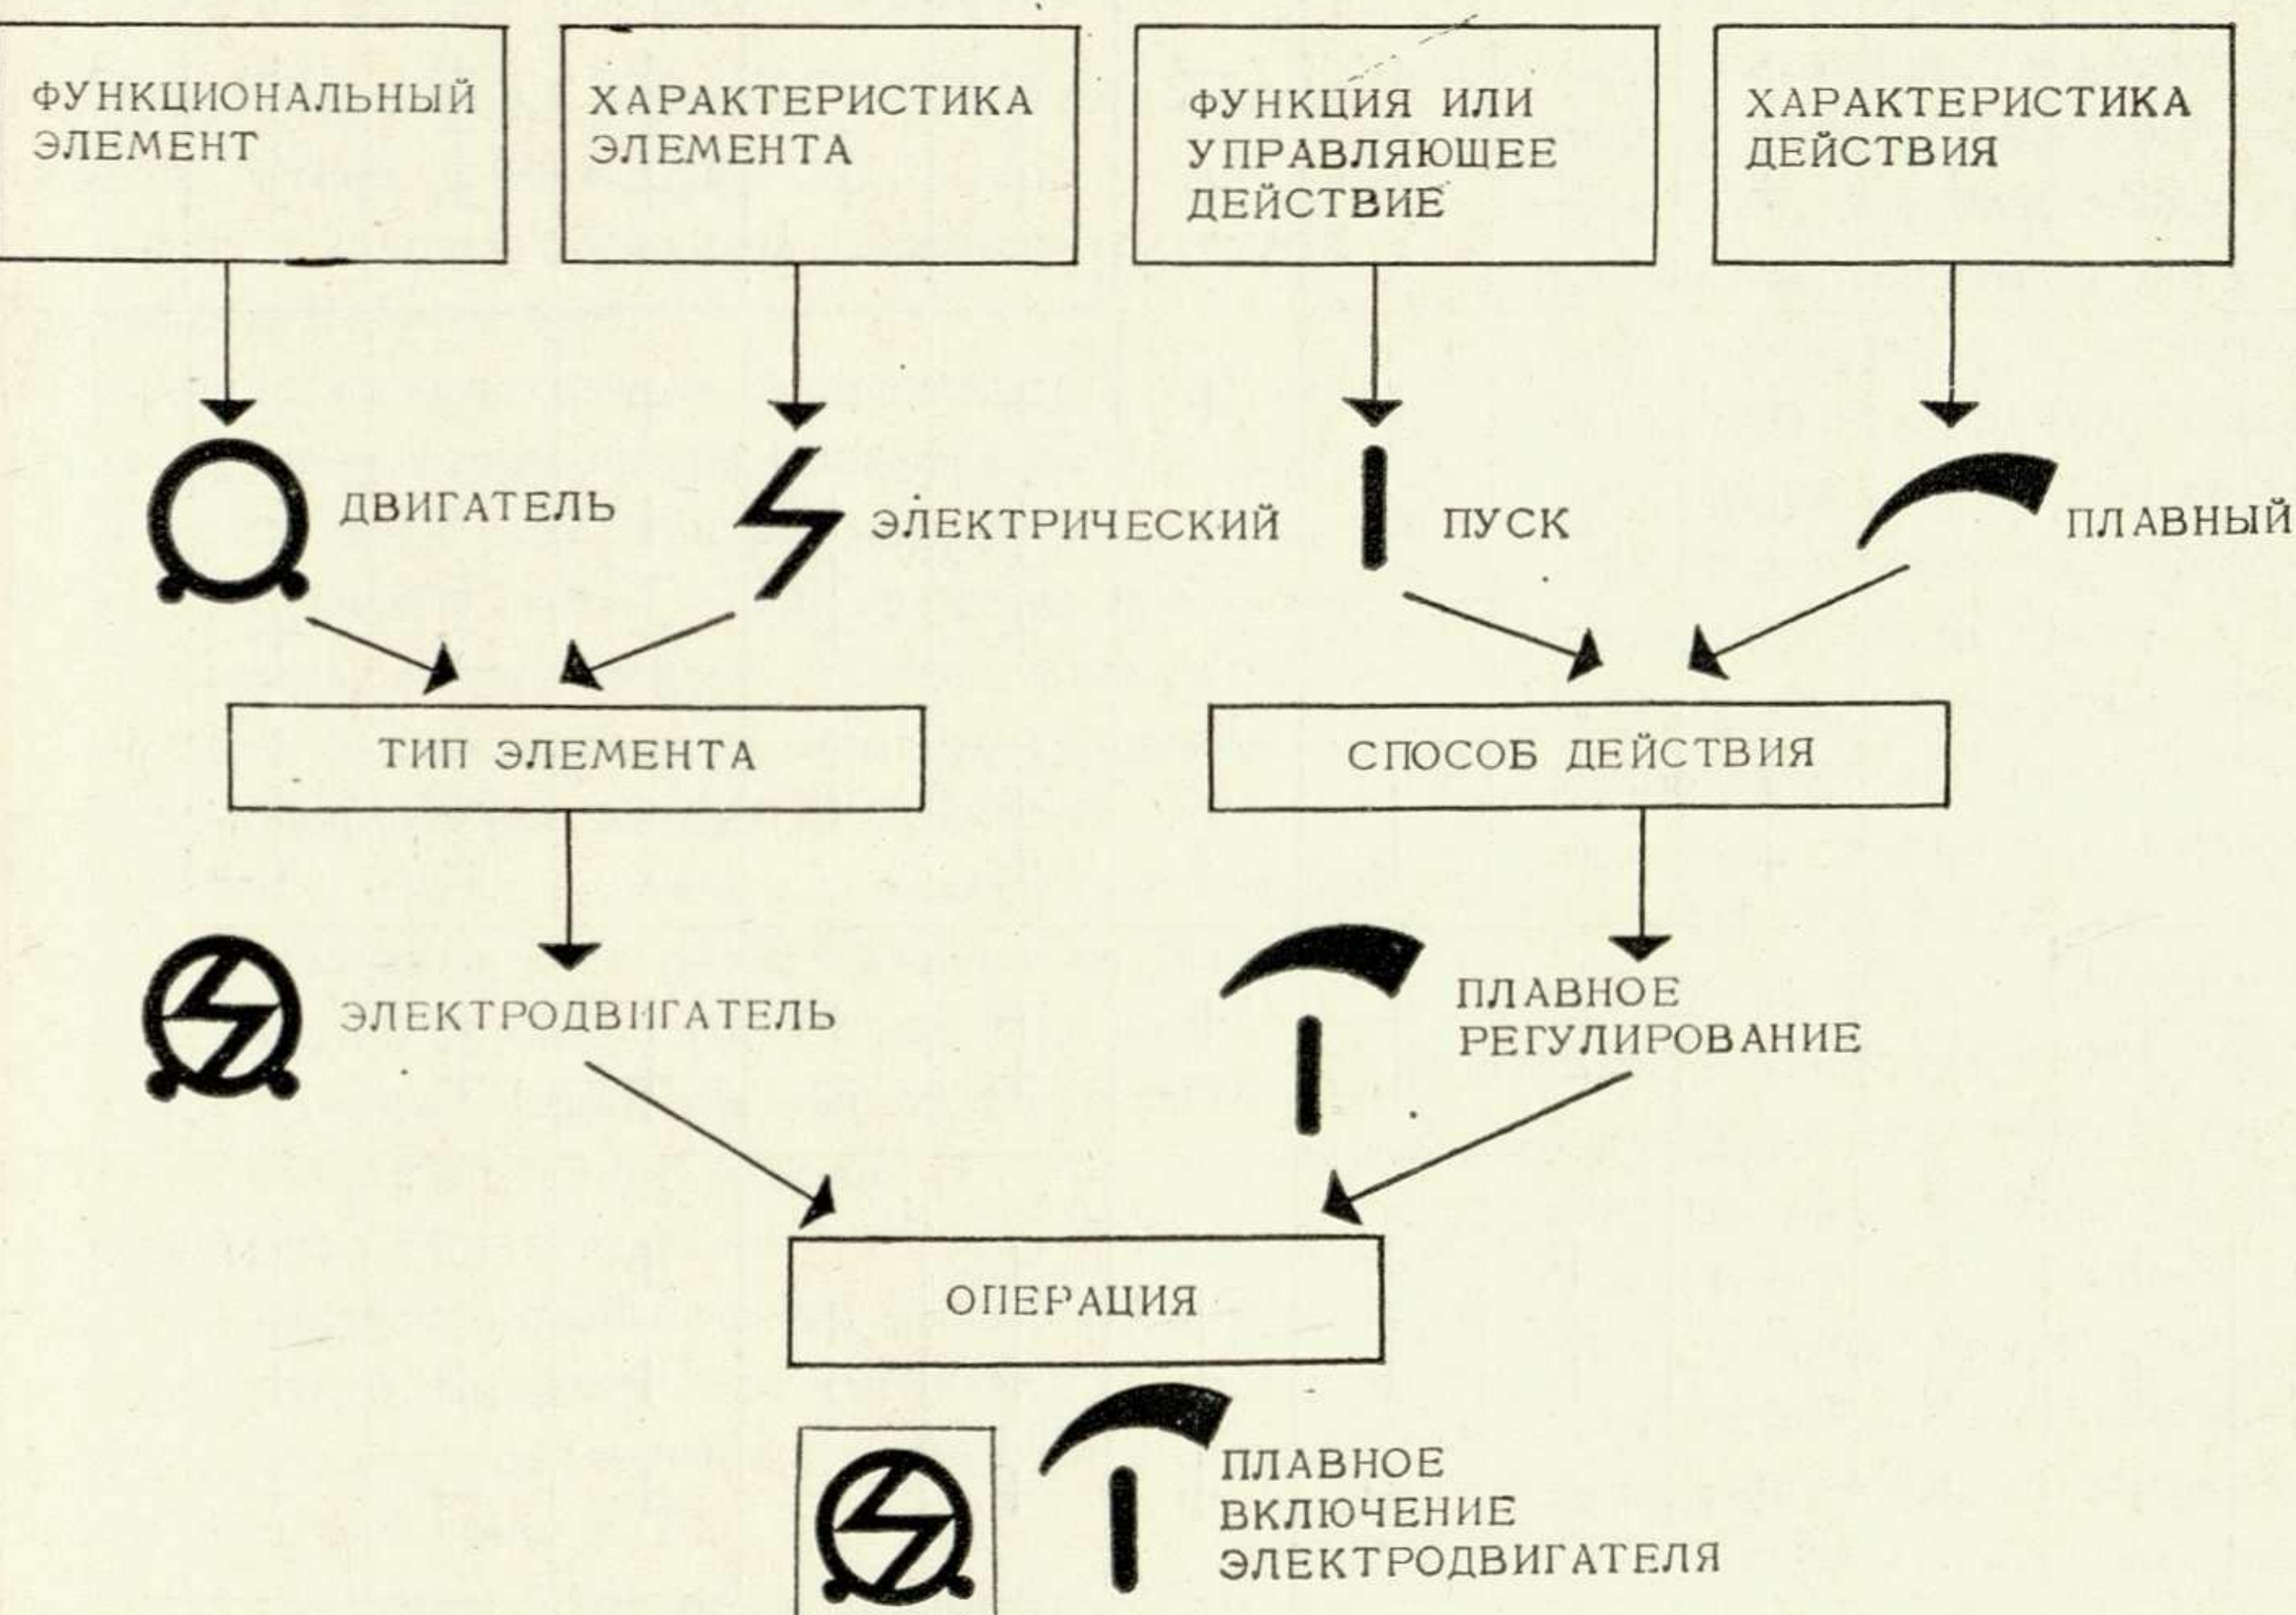 ФУНКЦИОНАЛЬНЫЙ
ЭЛЕМЕНТ
ХАРАКТЕРИСТИКА
ЭЛЕМЕНТА
ФУНКЦИЯ ИЛИ
УПРАВЛЯЮЩЕЕ
ДЕЙСТВИЕ
ХАРАКТЕРИСТИКА
ДЕЙСТВИЯ
ДВИГАТЕЛЬ
ЭЛЕКТРИЧЕСКИЙ
ПУСК
ПЛАВНЫЙ
ТИП ЭЛЕМЕНТА
СПОСОБ ДЕЙСТВИЯ
ЭЛЕКТРОДВИГАТЕЛЬ
ПЛАВНОЕ
РЕГУЛИРОВАНИЕ
ОПЕРАЦИЯ
ПЛАВНОЕ
ВКЛЮЧЕНИЕ
ЭЛЕКТРОДВИГАТЕЛЯ